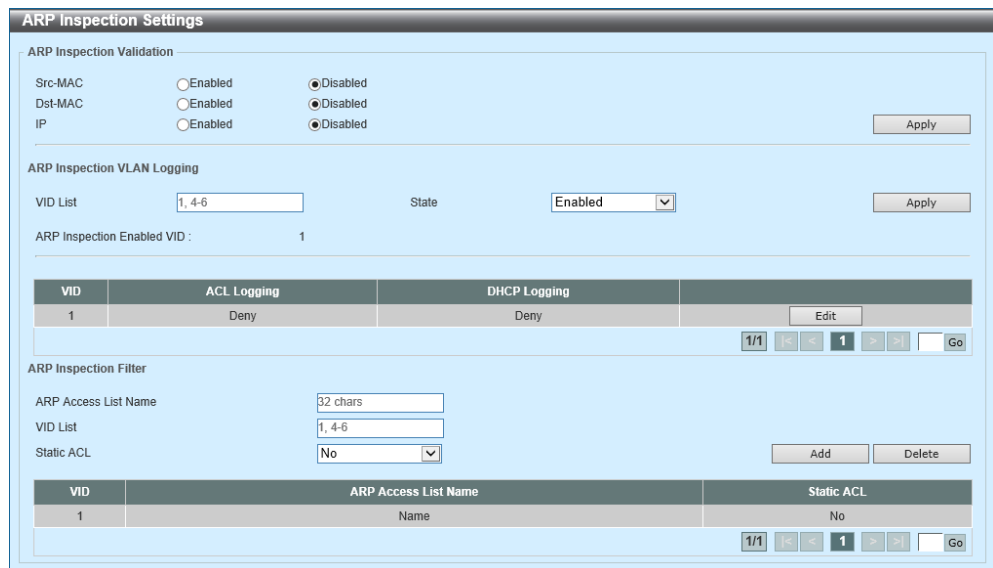 ARP Inspection Settings
ARP Inspection Validation
Src-MAC Enabled Disabled
Dst-MAC Enabled Disabled
IP Enabled Disabled Apply
ARP Inspection VLAN Logging
VID List 1, 4-6 State Enabled Apply
ARP Inspection Enabled VID : 1
VID ACL Logging DHCP Logging
1 Deny Deny Edit
1/1 |< < 1 > >| Go
ARP Inspection Filter
ARP Access List Name 32 chars
VID List 1, 4-6
Static ACL No Add Delete
VID ARP Access List Name Static ACL
1 Name No
1/1 |< < 1 > >| Go